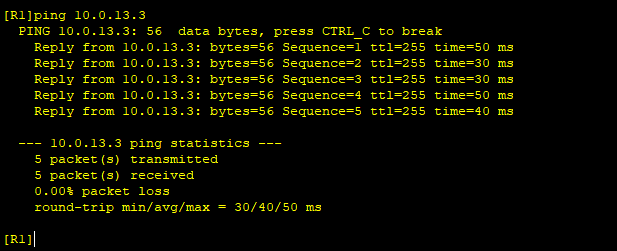 [R1]ping 10.0.13.3
PING 10.0.13.3: 56  data bytes, press CTRL_C to break
Reply from 10.0.13.3: bytes=56 Sequence=1 ttl=255 time=50 ms
Reply from 10.0.13.3: bytes=56 Sequence=2 ttl=255 time=30 ms
Reply from 10.0.13.3: bytes=56 Sequence=3 ttl=255 time=30 ms
Reply from 10.0.13.3: bytes=56 Sequence=4 ttl=255 time=50 ms
Reply from 10.0.13.3: bytes=56 Sequence=5 ttl=255 time=40 ms
--- 10.0.13.3 ping statistics ---
5 packet(s) transmitted
5 packet(s) received
0.00% packet loss
round-trip min/avg/max = 30/40/50 ms
[R1]